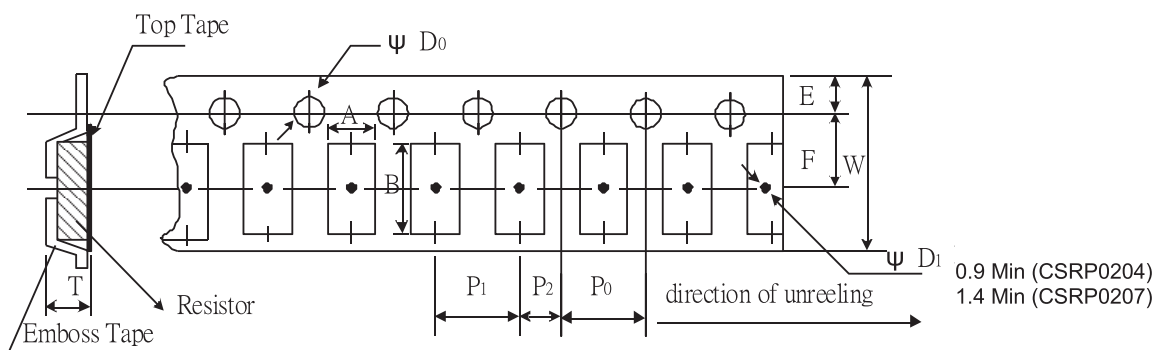 Top Tape
Ψ D0
E
A
F
W
B
Ψ D1
0.9 Min (CSRP0204)
1.4 Min (CSRP0207)
T
Resistor
P1
P2
P0
direction of unreeling
Emboss Tape